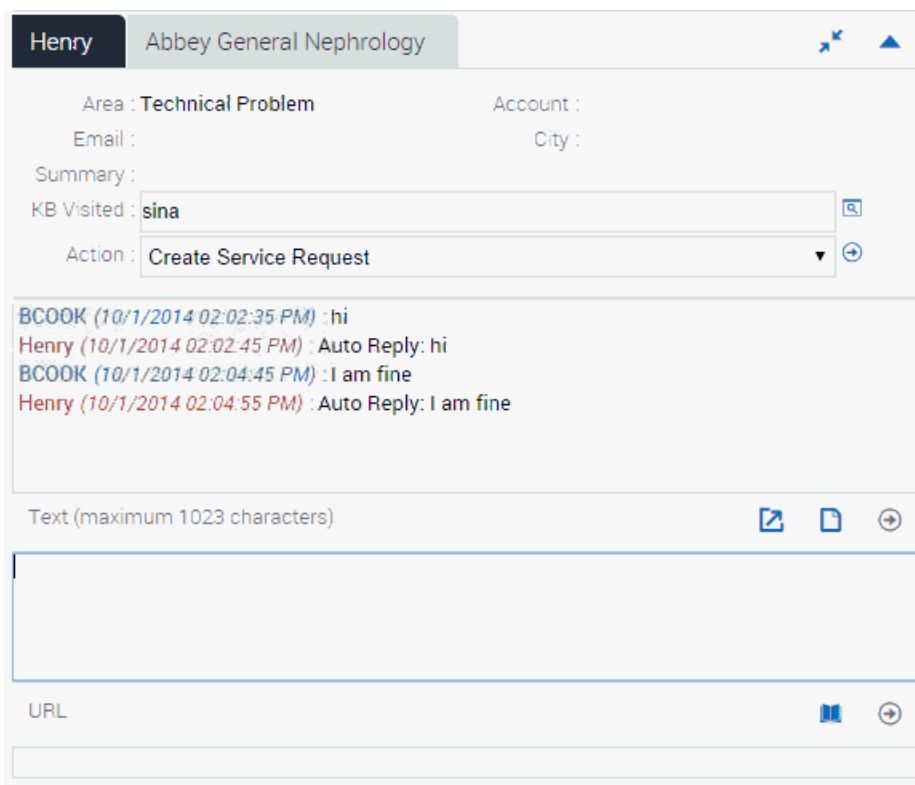 Henry Abbey General Nephrology
Area : Technical Problem Account :
Email : City :
Summary :
KB Visited : sina
Action : Create Service Request
BCOOK (10/1/2014 02:02:35 PM) : hi
Henry (10/1/2014 02:02:45 PM) : Auto Reply: hi
BCOOK (10/1/2014 02:04:45 PM) : I am fine
Henry (10/1/2014 02:04:55 PM) : Auto Reply: I am fine
Text (maximum 1023 characters)
URL